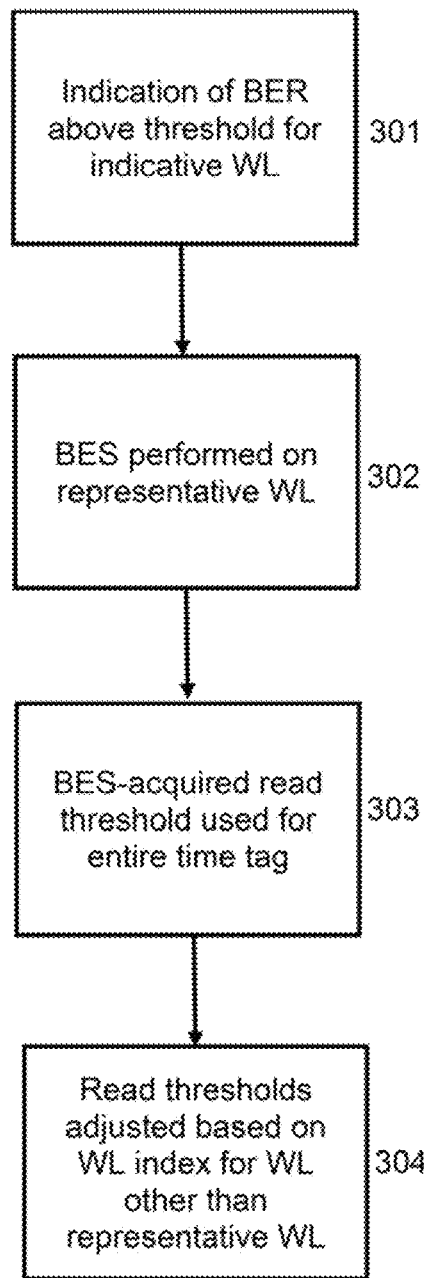 Indication of BER
above threshold for
indicative WL
301
BES performed on
representative WL
302
BES-acquired read
threshold used for
entire time tag
303
Read thresholds
adjusted based on
WL index for WL
other than
representative WL
304